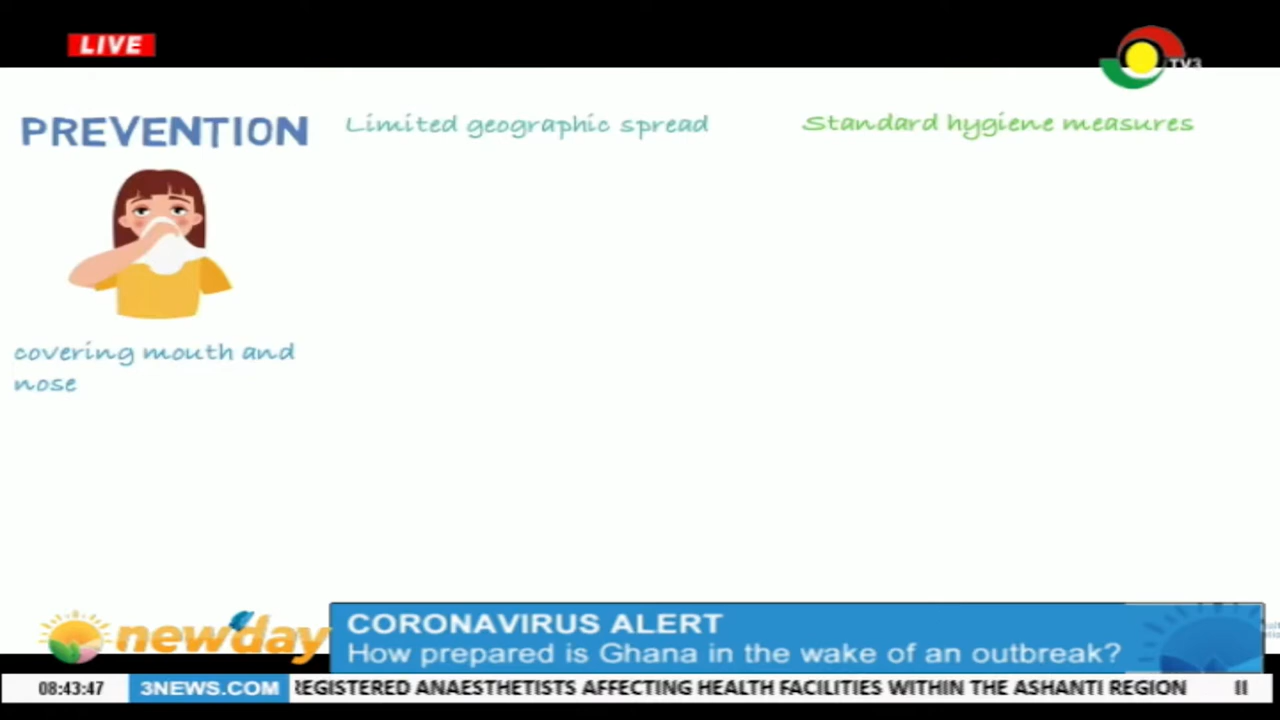 LIVE
TV3
PREVENTION
Limited geographic spread
Standard hygiene measures
covering mouth and
nose
new day
CORONAVIRUS ALERT
How prepared is Ghana in the wake of an outbreak?
08:43:47
3NEWS.COM
REGISTERED ANAESTHETISTS AFFECTING HEALTH FACILITIES WITHIN THE ASHANTI REGION